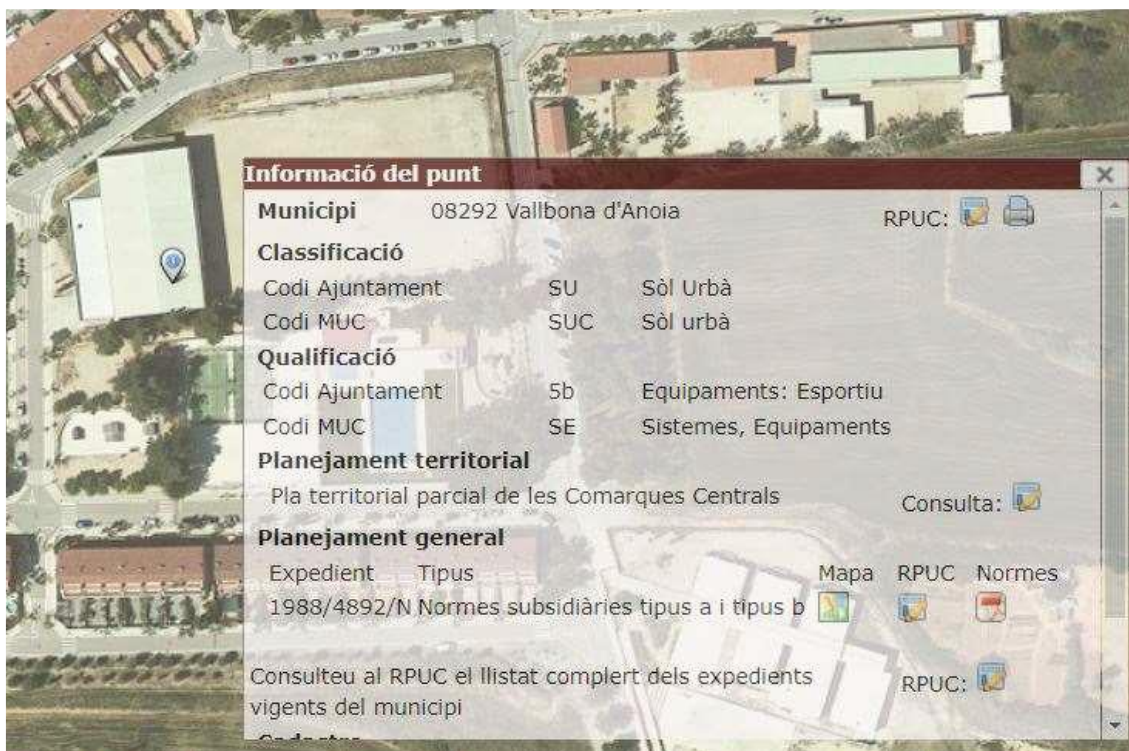 Informació del punt
Municipi 08292 Vallbona d'Anoia RPUC:
Classificació
Codi Ajuntament SU Sòl Urbà
Codi MUC SUC Sòl urbà
Qualificació
Codi Ajuntament 5b Equipaments: Esportiu
Codi MUC SE Sistemes, Equipaments
Planejament territorial
Pla territorial parcial de les Comarques Centrals Consulta:
Planejament general
Expedient Tipus Mapa RPUC Normes
1988/4892/N Normes subsidiàries tipus a i tipus b
Consulteu al RPUC el llistat complert dels expedients RPUC:
vigents del municipi